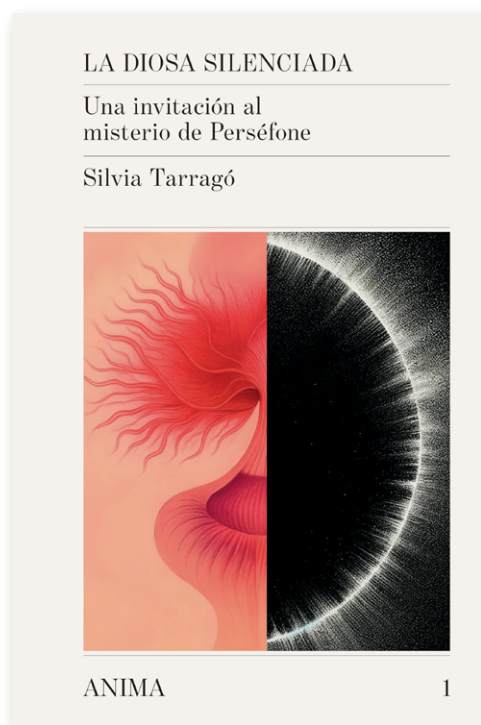 LA DIOSA SILENCIADA
Una invitación al
misterio de Perséfone
Silvia Tarragó
ANIMA 1